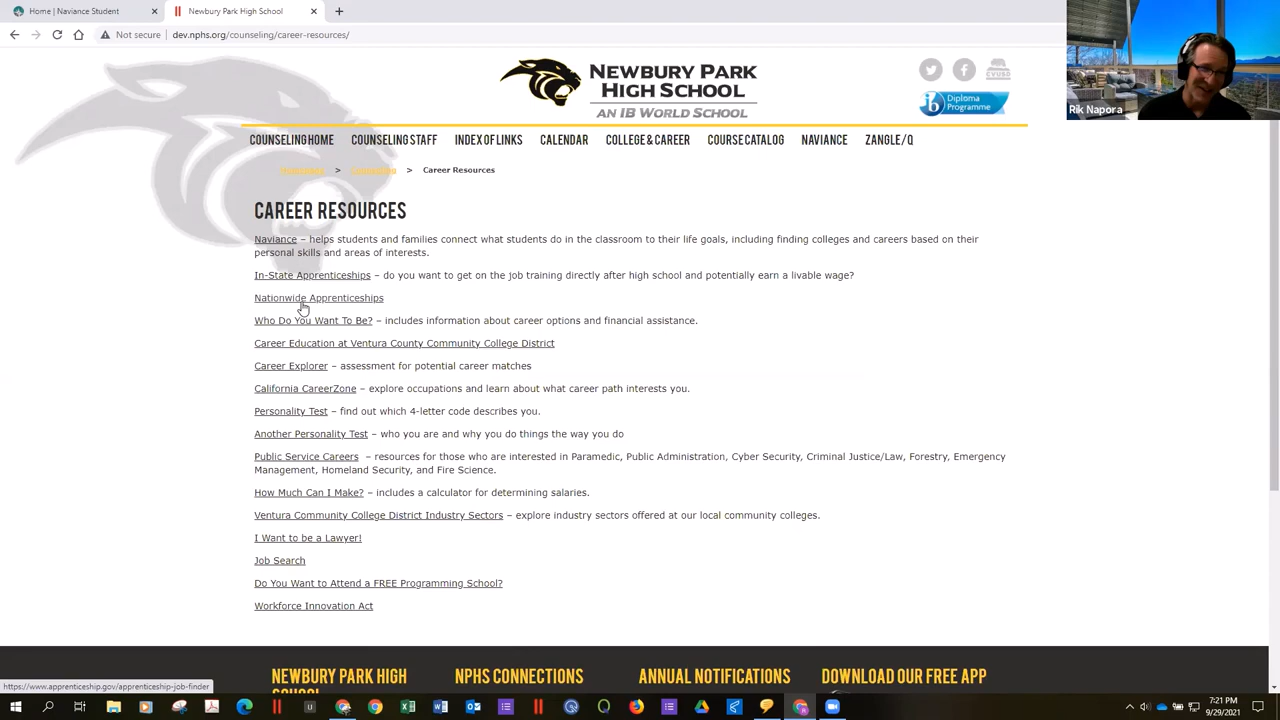 Home | Naviance Student
Newbury Park High School
Not secure | dev.nphs.org/counseling/career-resources/
Rik Napora
NEWBURY PARK
HIGH SCHOOL
AN IB WORLD SCHOOL
CVUSD
Diploma
Programme
COUNSELING HOME COUNSELING STAFF INDEX OF LINKS CALENDAR COLLEGE & CAREER COURSE CATALOG NAVIANCE ZANGLE/Q
> Counseling > Career Resources
CAREER RESOURCES
Naviance – helps students and families connect what students do in the classroom to their life goals, including finding colleges and careers based on their
personal skills and areas of interests.
In-State Apprenticeships – do you want to get on the job training directly after high school and potentially earn a livable wage?
Nationwide Apprenticeships
Who Do You Want To Be? – includes information about career options and financial assistance.
Career Education at Ventura County Community College District
Career Explorer – assessment for potential career matches
California CareerZone – explore occupations and learn about what career path interests you.
Personality Test – find out which 4-letter code describes you.
Another Personality Test – who you are and why you do things the way you do
Public Service Careers – resources for those who are interested in Paramedic, Public Administration, Cyber Security, Criminal Justice/Law, Forestry, Emergency
Management, Homeland Security, and Fire Science.
How Much Can I Make? – includes a calculator for determining salaries.
Ventura Community College District Industry Sectors – explore industry sectors offered at our local community colleges.
I Want to be a Lawyer!
Job Search
Do You Want to Attend a FREE Programming School?
Workforce Innovation Act
NEWBURY PARK HIGH
SCHOOL
NPHS CONNECTIONS
ANNUAL NOTIFICATIONS
DOWNLOAD OUR FREE APP
https://www.apprenticeship.gov/apprenticeship-job-finder
7:21 PM
9/29/2021